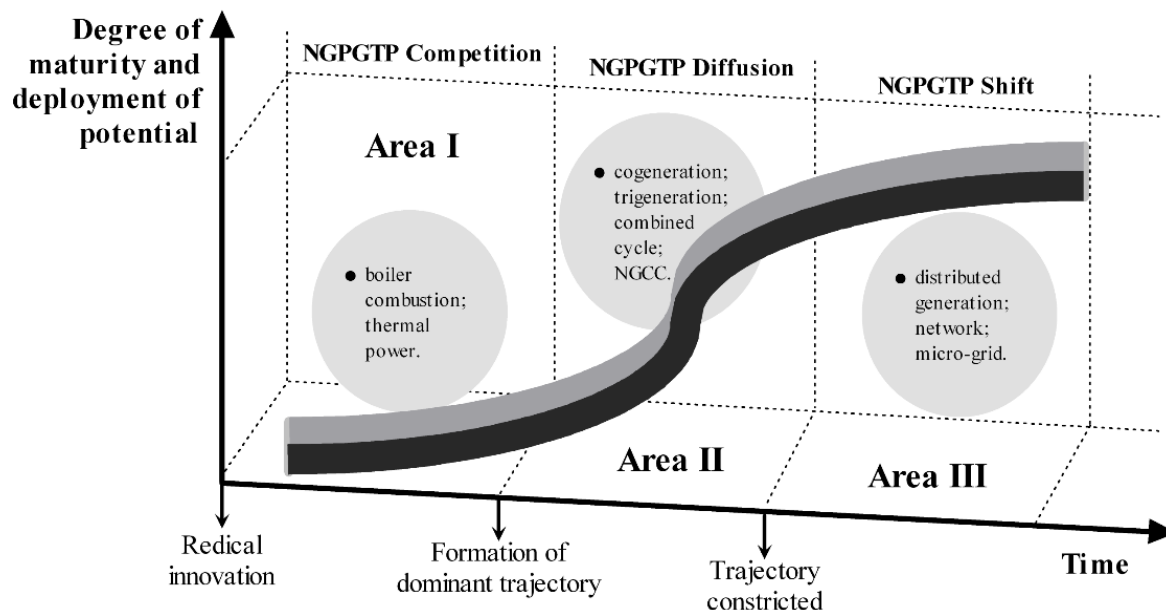 Degree of
maturity and
deployment of
potential
NGPGTP Competition
NGPGTP Diffusion
NGPGTP Shift
Area I
● cogeneration;
trigeneration;
combined
cycle;
NGCC.
● boiler
combustion;
thermal
power.
● distributed
generation;
network;
micro-grid.
Area II
Area III
Redical
innovation
Formation of
dominant trajectory
Trajectory
constricted
Time